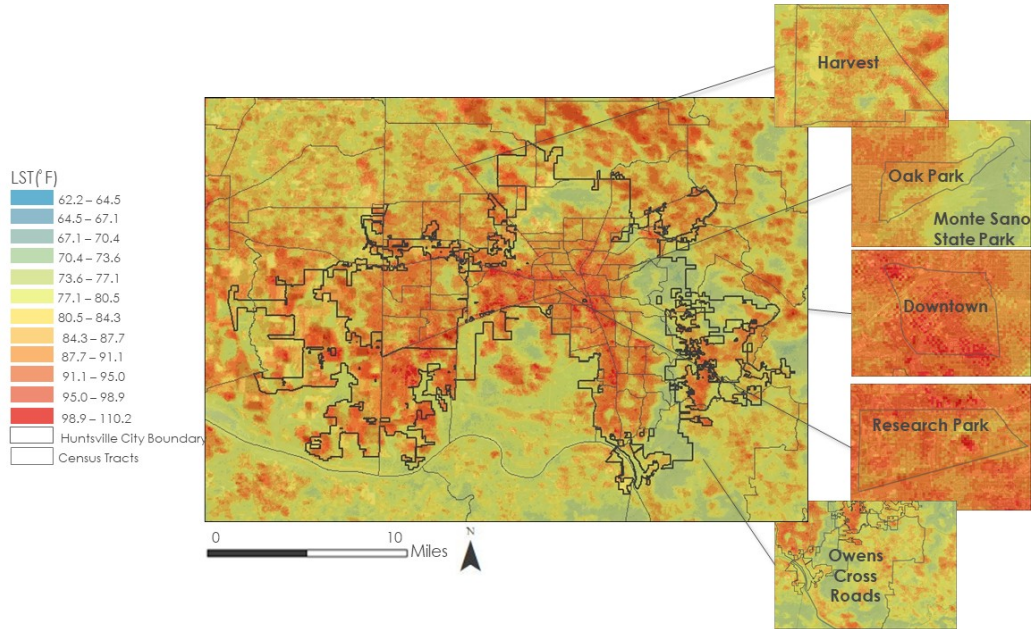 LST(°F)
62.2 – 64.5
64.5 – 67.1
67.1 – 70.4
70.4 – 73.6
73.6 – 77.1
77.1 – 80.5
80.5 – 84.3
84.3 – 87.7
87.7 – 91.1
91.1 – 95.0
95.0 – 98.9
98.9 – 110.2
Huntsville City Boundary
Census Tracts
0 10 Miles
N
Harvest
Oak Park
Monte Sano
State Park
Downtown
Research Park
Owens
Cross
Roads